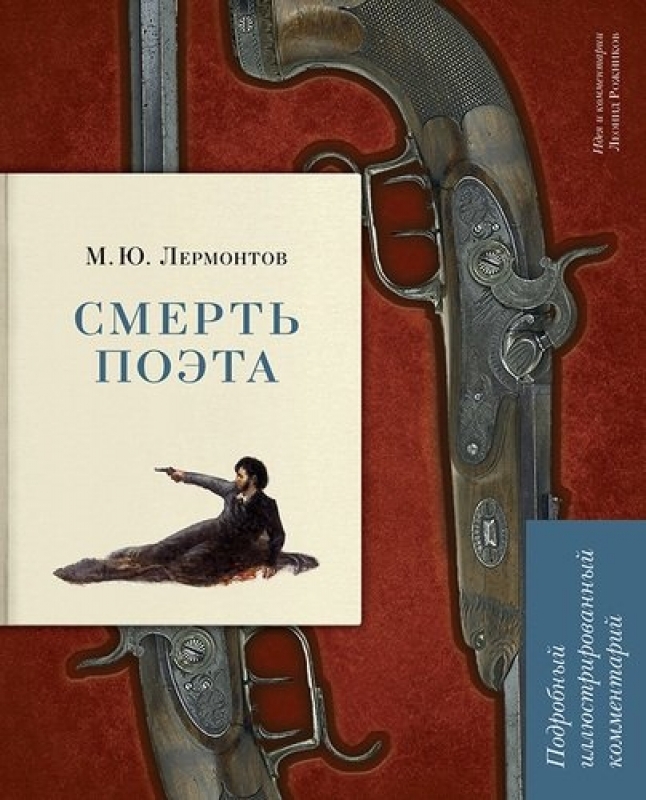 М. Ю. Лермонтов
СМЕРТЬ
ПОЭТА
Идея и комментарии
Леонид Рожников
Подробный
иллюстрированный
комментарий